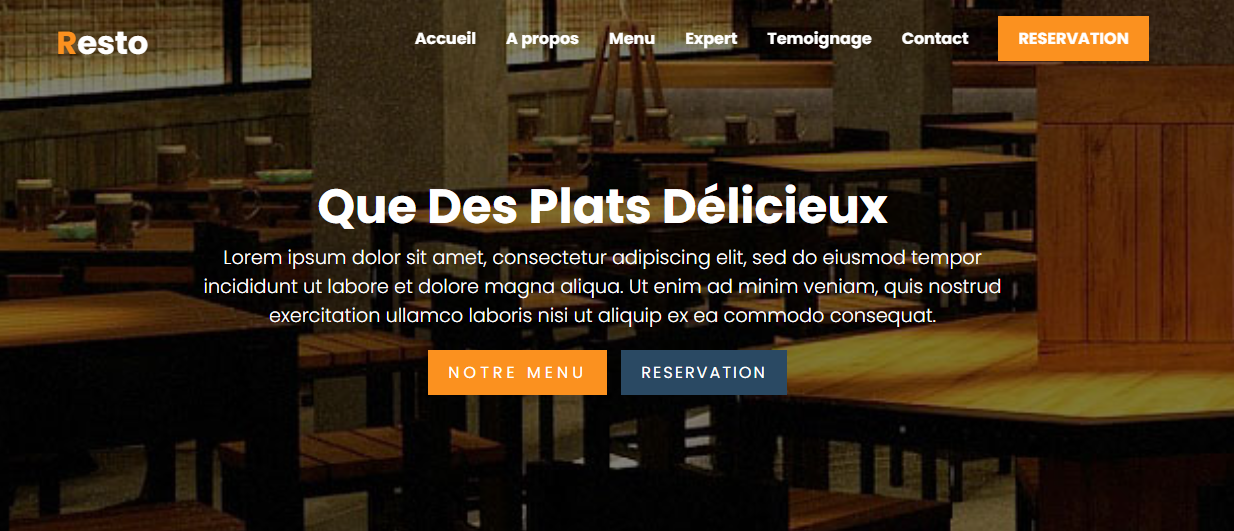 Resto
Accueil A propos Menu Expert Temoignage Contact RESERVATION
Que Des Plats Délicieux
Lorem ipsum dolor sit amet, consectetur adipiscing elit, sed do eiusmod tempor
incididunt ut labore et dolore magna aliqua. Ut enim ad minim veniam, quis nostrud
exercitation ullamco laboris nisi ut aliquip ex ea commodo consequat.
NOTRE MENU RESERVATION